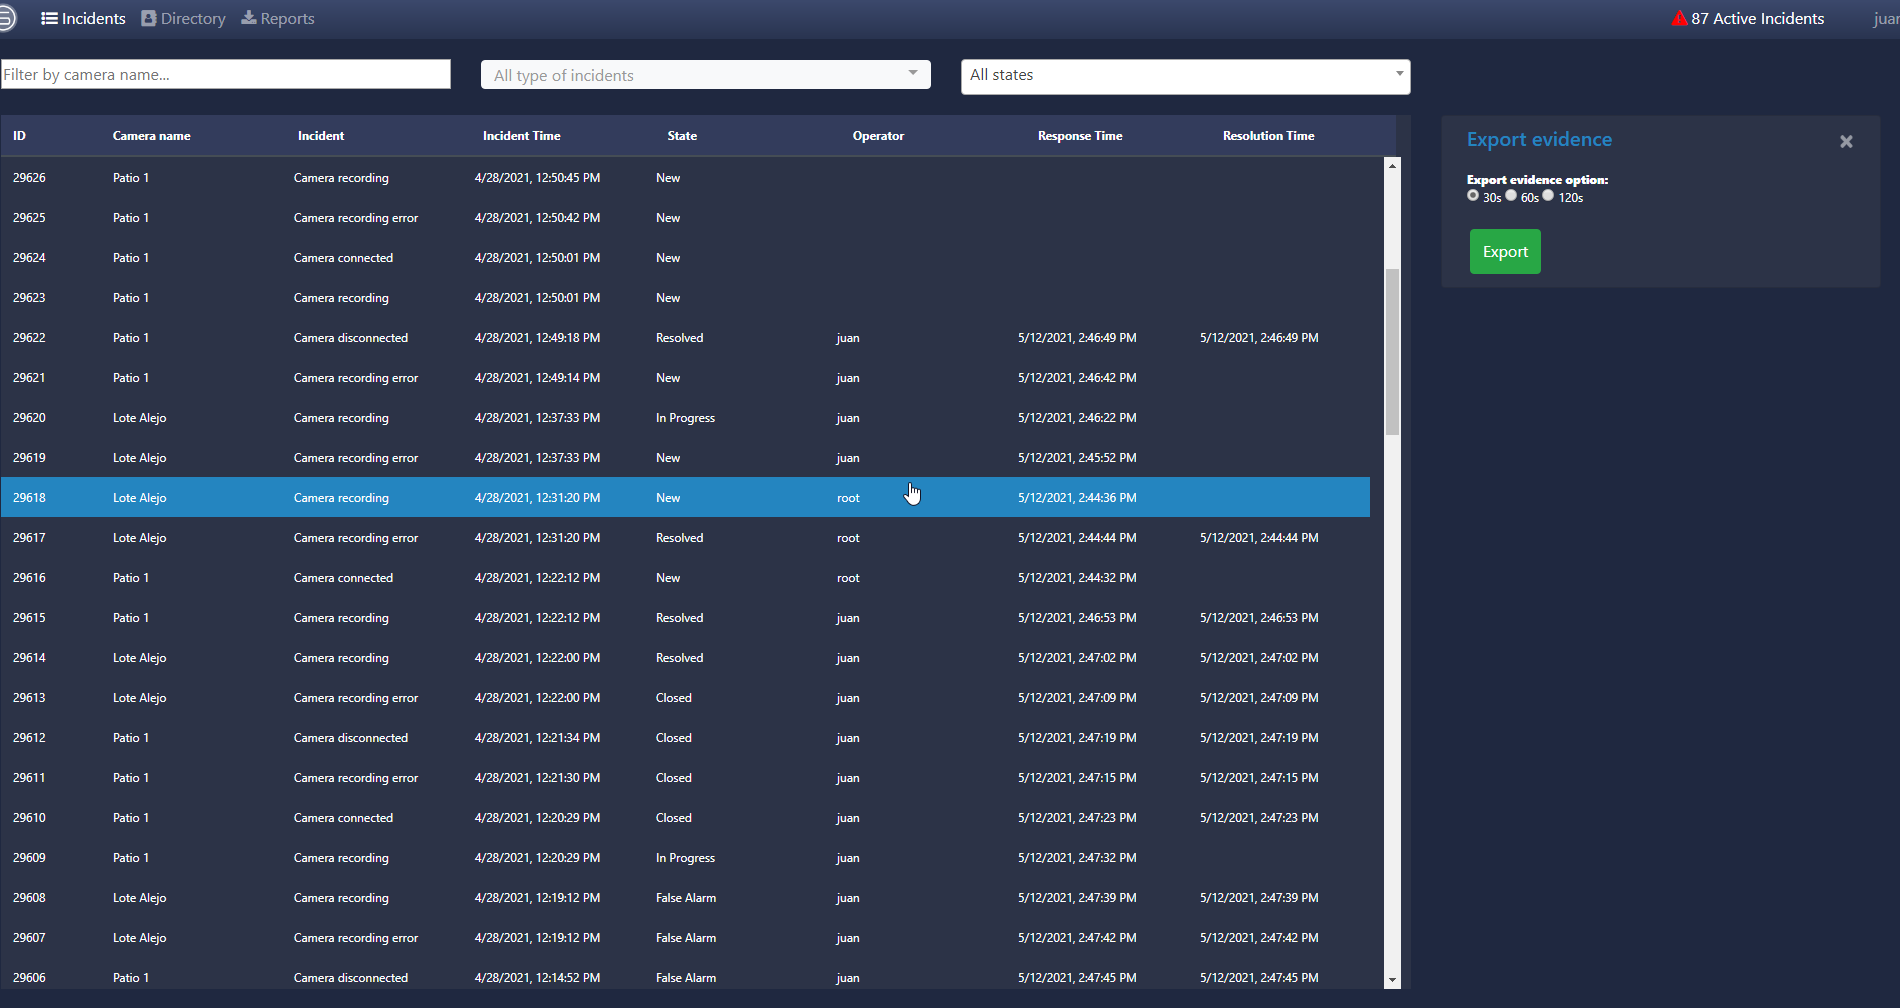 Incidents Directory Reports 87 Active Incidents juan
Filter by camera name... All type of incidents All states
ID Camera name Incident Incident Time State Operator Response Time Resolution Time
29626 Patio 1 Camera recording 4/28/2021, 12:50:45 PM New
29625 Patio 1 Camera recording error 4/28/2021, 12:50:42 PM New
29624 Patio 1 Camera connected 4/28/2021, 12:50:01 PM New
29623 Patio 1 Camera recording 4/28/2021, 12:50:01 PM New
29622 Patio 1 Camera disconnected 4/28/2021, 12:49:18 PM Resolved juan 5/12/2021, 2:46:49 PM 5/12/2021, 2:46:49 PM
29621 Patio 1 Camera recording error 4/28/2021, 12:49:14 PM New juan 5/12/2021, 2:46:42 PM
29620 Lote Alejo Camera recording 4/28/2021, 12:37:33 PM In Progress juan 5/12/2021, 2:46:22 PM
29619 Lote Alejo Camera recording error 4/28/2021, 12:37:33 PM New juan 5/12/2021, 2:45:52 PM
29618 Lote Alejo Camera recording 4/28/2021, 12:31:20 PM New root 5/12/2021, 2:44:36 PM
29617 Lote Alejo Camera recording error 4/28/2021, 12:31:20 PM Resolved root 5/12/2021, 2:44:44 PM 5/12/2021, 2:44:44 PM
29616 Patio 1 Camera connected 4/28/2021, 12:22:12 PM New root 5/12/2021, 2:44:32 PM
29615 Patio 1 Camera recording 4/28/2021, 12:22:12 PM Resolved juan 5/12/2021, 2:46:53 PM 5/12/2021, 2:46:53 PM
29614 Lote Alejo Camera recording 4/28/2021, 12:22:00 PM Resolved juan 5/12/2021, 2:47:02 PM 5/12/2021, 2:47:02 PM
29613 Lote Alejo Camera recording error 4/28/2021, 12:22:00 PM Closed juan 5/12/2021, 2:47:09 PM 5/12/2021, 2:47:09 PM
29612 Patio 1 Camera disconnected 4/28/2021, 12:21:34 PM Closed juan 5/12/2021, 2:47:19 PM 5/12/2021, 2:47:19 PM
29611 Patio 1 Camera recording error 4/28/2021, 12:21:30 PM Closed juan 5/12/2021, 2:47:15 PM 5/12/2021, 2:47:15 PM
29610 Patio 1 Camera connected 4/28/2021, 12:20:29 PM Closed juan 5/12/2021, 2:47:23 PM 5/12/2021, 2:47:23 PM
29609 Patio 1 Camera recording 4/28/2021, 12:20:29 PM In Progress juan 5/12/2021, 2:47:32 PM
29608 Lote Alejo Camera recording 4/28/2021, 12:19:12 PM False Alarm juan 5/12/2021, 2:47:39 PM 5/12/2021, 2:47:39 PM
29607 Lote Alejo Camera recording error 4/28/2021, 12:19:12 PM False Alarm juan 5/12/2021, 2:47:42 PM 5/12/2021, 2:47:42 PM
29606 Patio 1 Camera disconnected 4/28/2021, 12:14:52 PM False Alarm juan 5/12/2021, 2:47:45 PM 5/12/2021, 2:47:45 PM
Export evidence
Export evidence option:
30s 60s 120s
Export